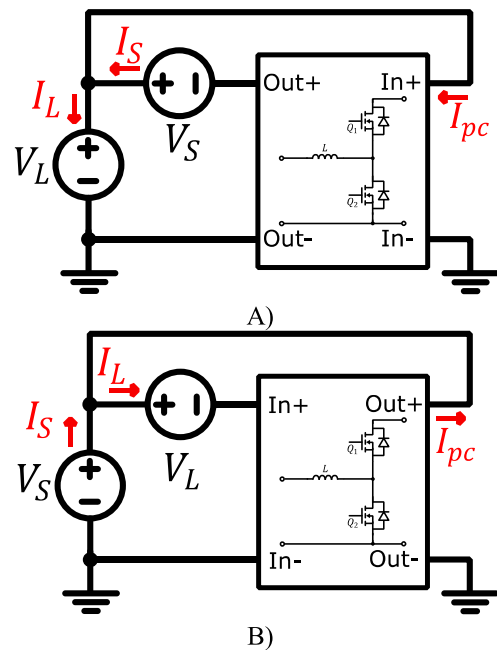 I_S
Out+ In+
I_L
Q_1
I_pc
V_S
V_L
L
Q_2
Out- In-
A)
I_L
In+ Out+
I_S
Q_1
I_pc
V_L
L
V_S
Q_2
In- Out-
B)